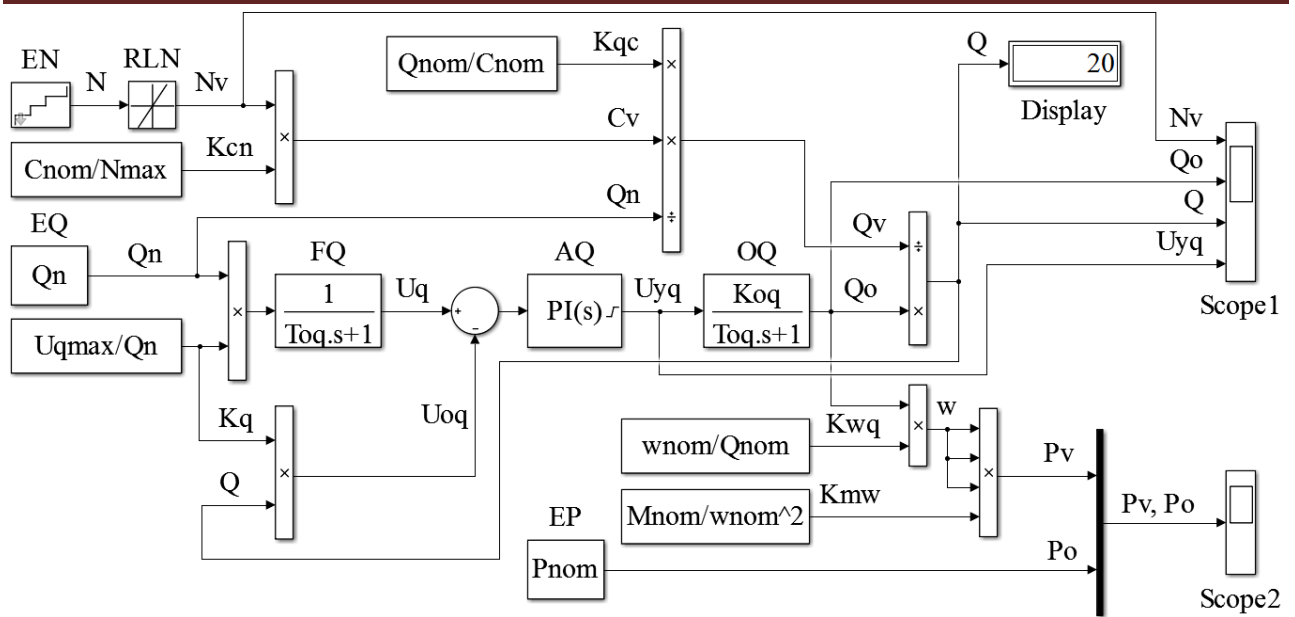 EN
RLN
N
Nv
Qnom/Cnom
Kqc
×
Q
20
Display
Cnom/Nmax
Kcn
×
Cv
×
Nv
Qo
Q
Uyq
Scope1
EQ
Qn
Qn
Qn
÷
Uqmax/Qn
×
FQ
1
Toq.s+1
Uq
+
−
AQ
PI(s)
Uyq
OQ
Koq
Toq.s+1
Qo
Qv
÷
×
Kq
Q
×
Uoq
wnom/Qnom
Kwq
×
w
Mnom/wnom^2
Kmw
×
Pv
EP
Pnom
Po
Pv, Po
Scope2